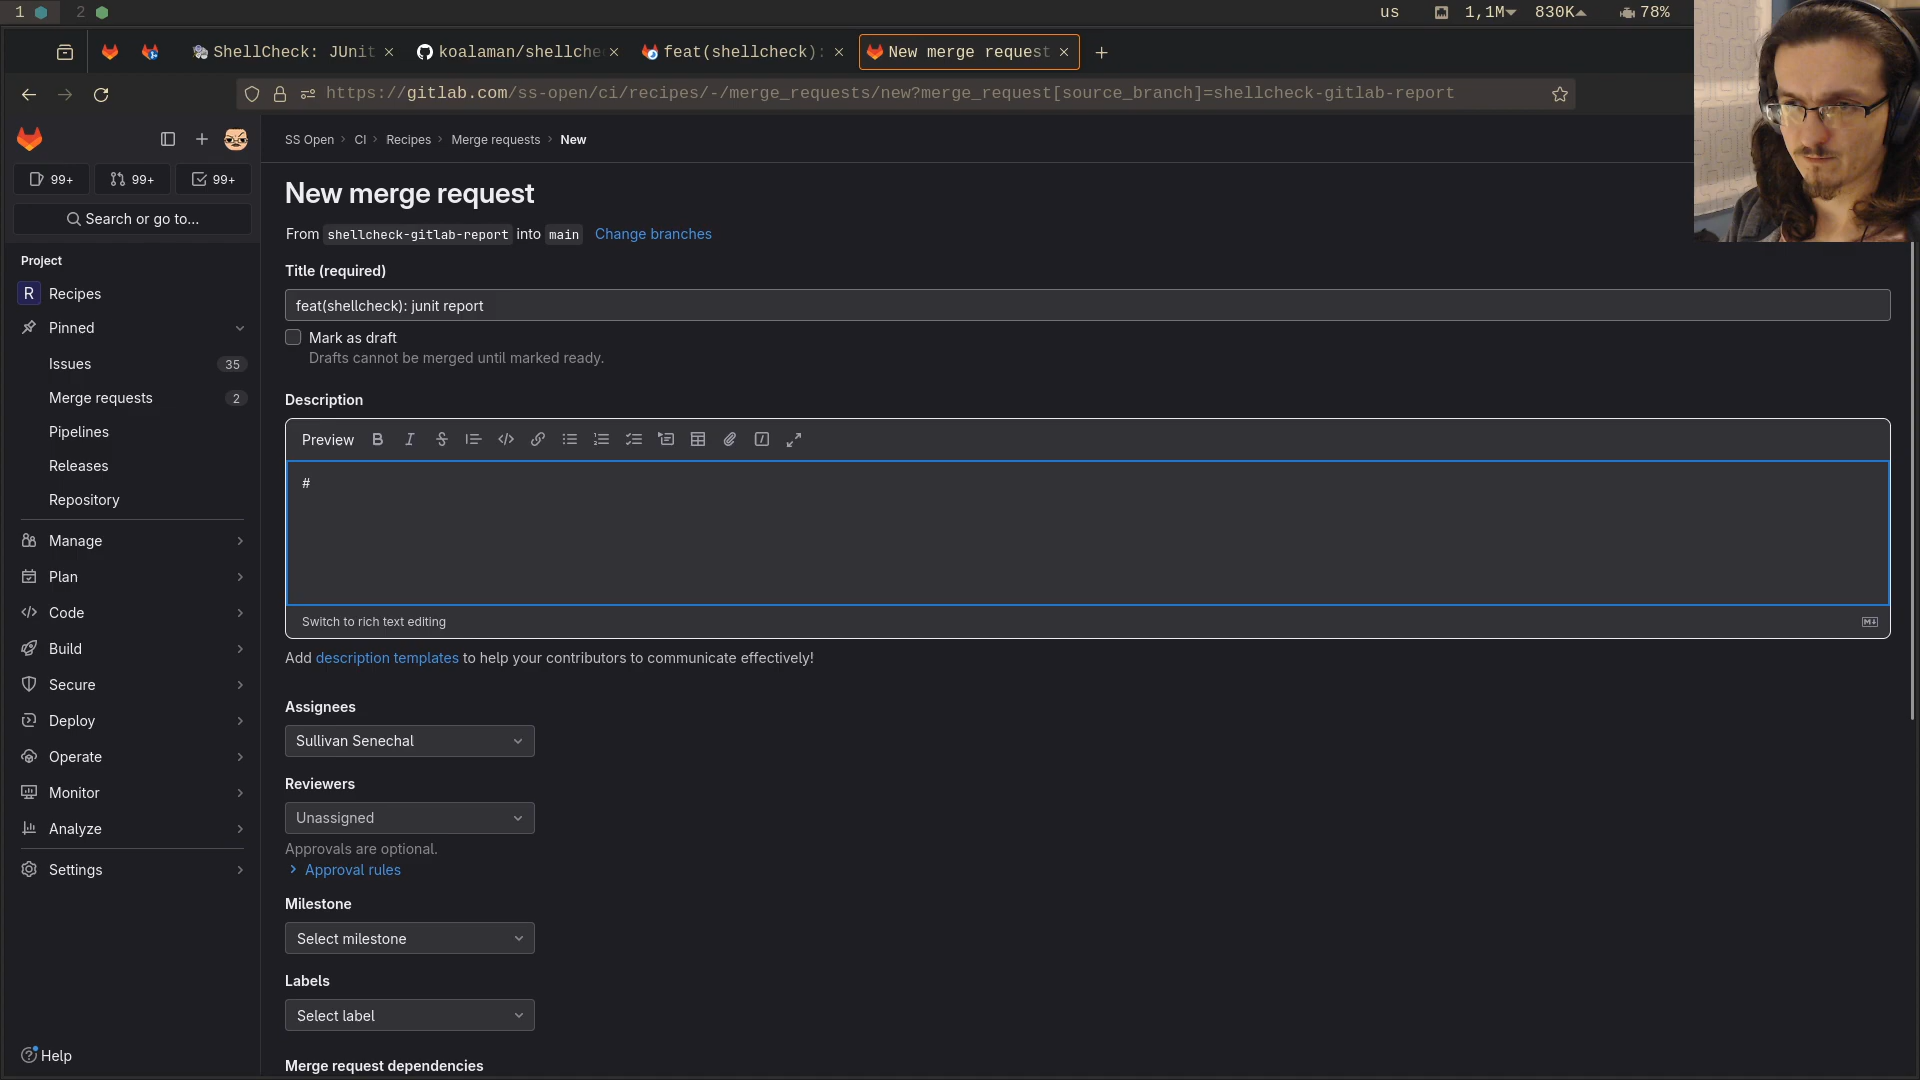 1 2 us 1,1M 830K 78%
ShellCheck: JUnit koalaman/shellche feat(shellcheck): New merge request
https://gitlab.com/ss-open/ci/recipes/-/merge_requests/new?merge_request[source_branch]=shellcheck-gitlab-report
SS Open CI Recipes Merge requests New
99+ 99+ 99+
Search or go to...
Project
R Recipes
Pinned
Issues 35
Merge requests 2
Pipelines
Releases
Repository
Manage
Plan
Code
Build
Secure
Deploy
Operate
Monitor
Analyze
Settings
Help
New merge request
From shellcheck-gitlab-report into main Change branches
Title (required)
feat(shellcheck): junit report
Mark as draft
Drafts cannot be merged until marked ready.
Description
Preview
#
Switch to rich text editing
Add description templates to help your contributors to communicate effectively!
Assignees
Sullivan Senechal
Reviewers
Unassigned
Approvals are optional.
Approval rules
Milestone
Select milestone
Labels
Select label
Merge request dependencies